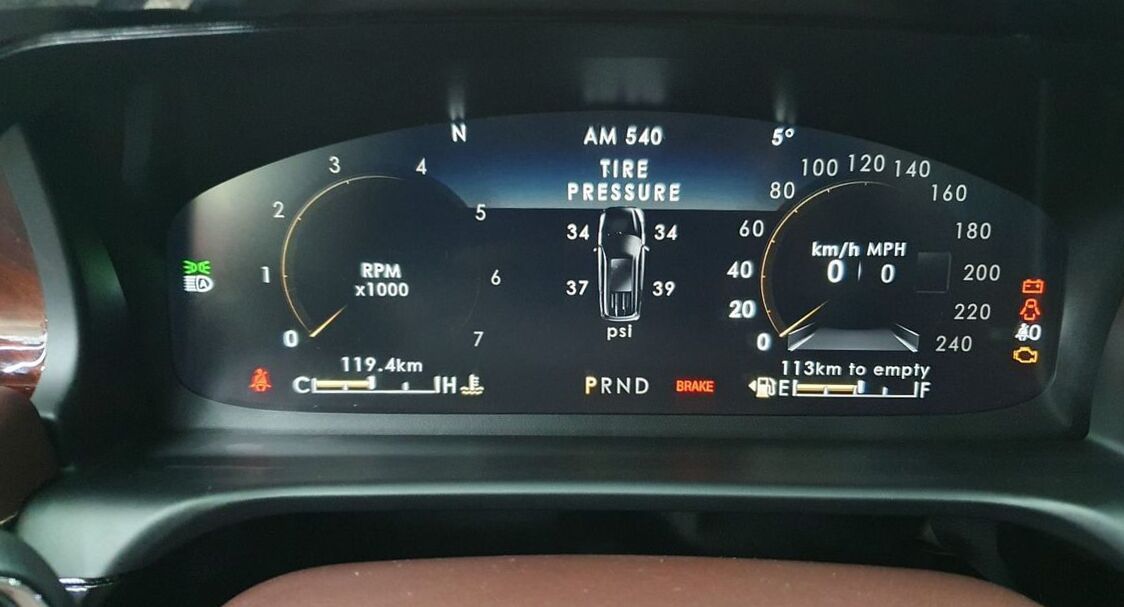 N AM 540 5°
TIRE
PRESSURE
0 1 2 3 4 5 6 7
RPM
x1000
34 34
37 39
psi
0 20 40 60 80 100 120 140 160 180 200 220 240
km/h MPH
0 0
A
119.4km
C H
PRND
BRAKE
113km to empty
E F